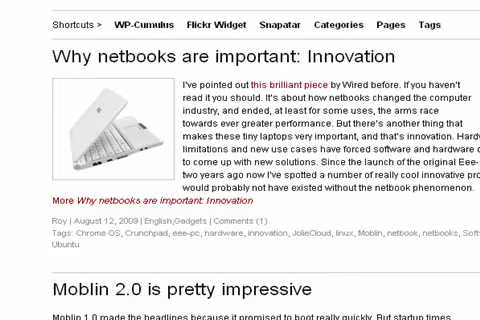 Shortcuts > WP-Cumulus Flickr Widget Snapatar Categories Pages Tags
Why netbooks are important: Innovation
I've pointed out this brilliant piece by Wired before. If you haven't
read it you should. It's about how netbooks changed the computer
industry, and ended, at least for some uses, the arms race
towards ever greater performance. But there's another thing that
makes these tiny laptops very important, and that's innovation. Hardw
limitations and new use cases have forced software and hardware
to come up with new solutions. Since the launch of the original Eee-
two years ago now I've spotted a number of really cool innovative pro
would probably not have existed without the netbook phenomenon.
More Why netbooks are important: Innovation
Roy | August 12, 2009 | English,Gadgets | Comments (1)
Tags: Chrome OS, Crunchpad, eee-pc, hardware, innovation, JolieCloud, linux, Moblin, netbook, netbooks, Soft
Ubuntu
Moblin 2.0 is pretty impressive
Moblin 1.0 made the headlines because it promised to boot really quickly. But startup times